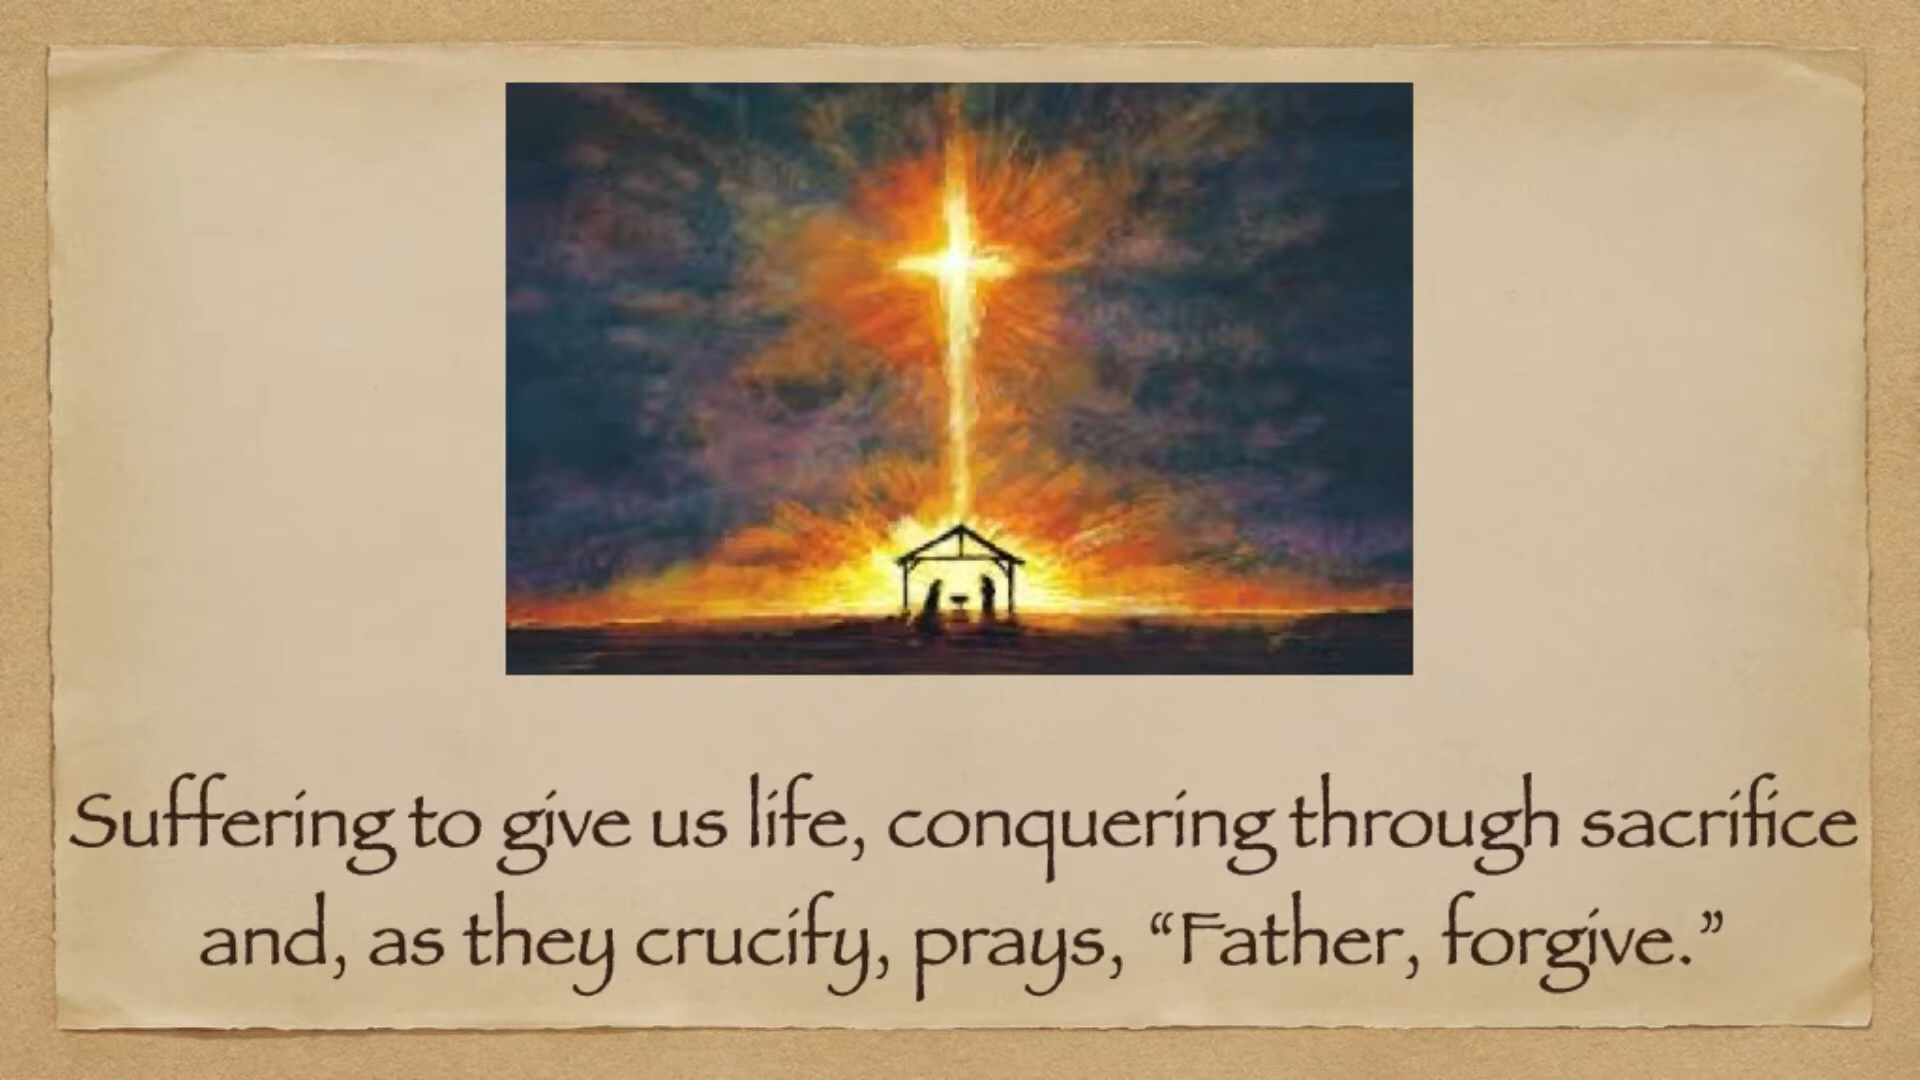 Suffering to give us life, conquering through sacrifice
and, as they crucify, prays, “Father, forgive.”